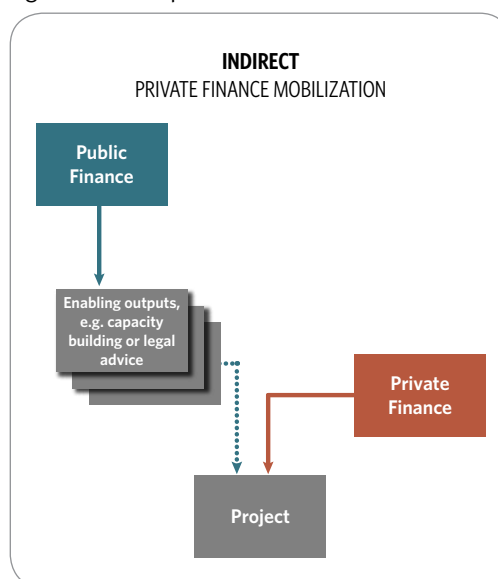 INDIRECT
PRIVATE FINANCE MOBILIZATION
Public
Finance
Enabling outputs,
e.g. capacity
building or legal
advice
Private
Finance
Project